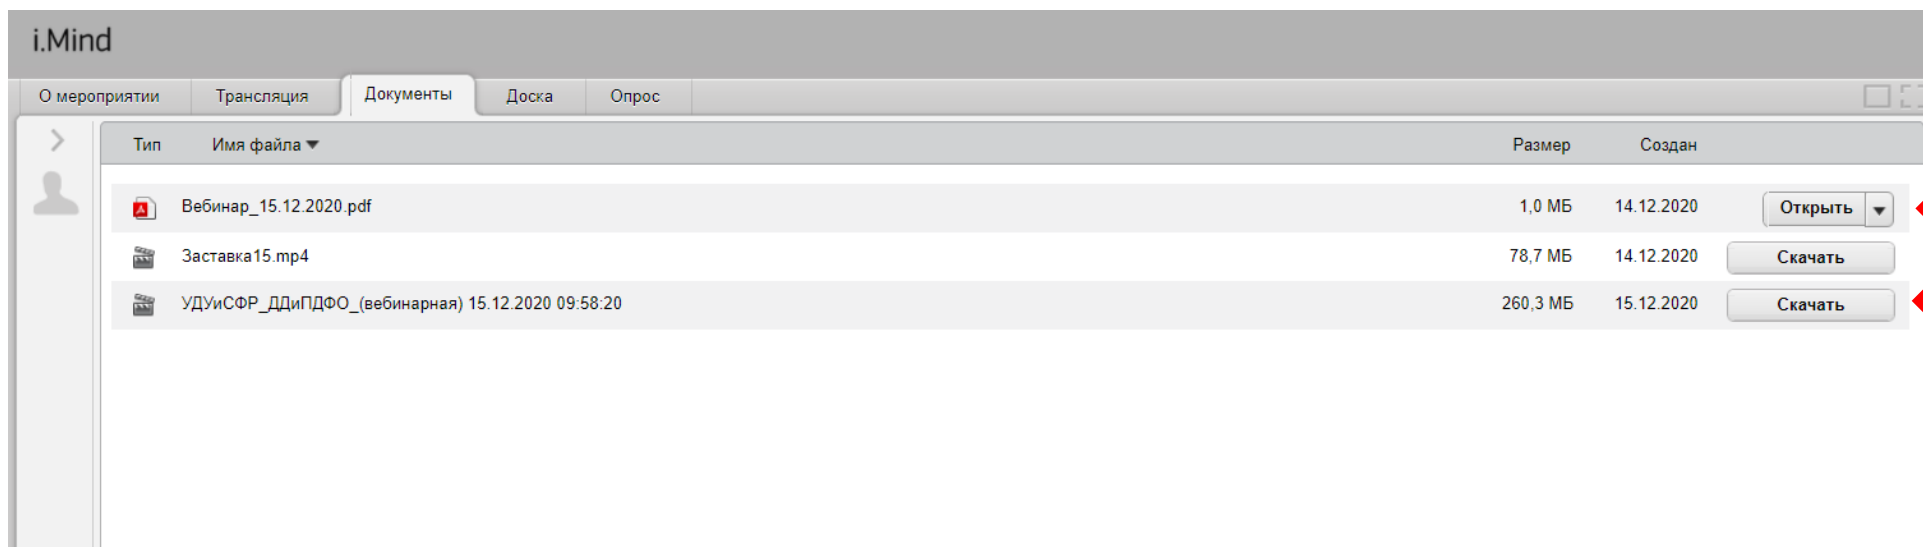 i.Mind
О мероприятии Трансляция Документы Доска Опрос
Тип Имя файла Размер Создан
Вебинар_15.12.2020.pdf 1,0 МБ 14.12.2020 Открыть
Заставка15.mp4 78,7 МБ 14.12.2020 Скачать
УДУиСФР_ДДиПДФО_(вебинарная) 15.12.2020 09:58:20 260,3 МБ 15.12.2020 Скачать